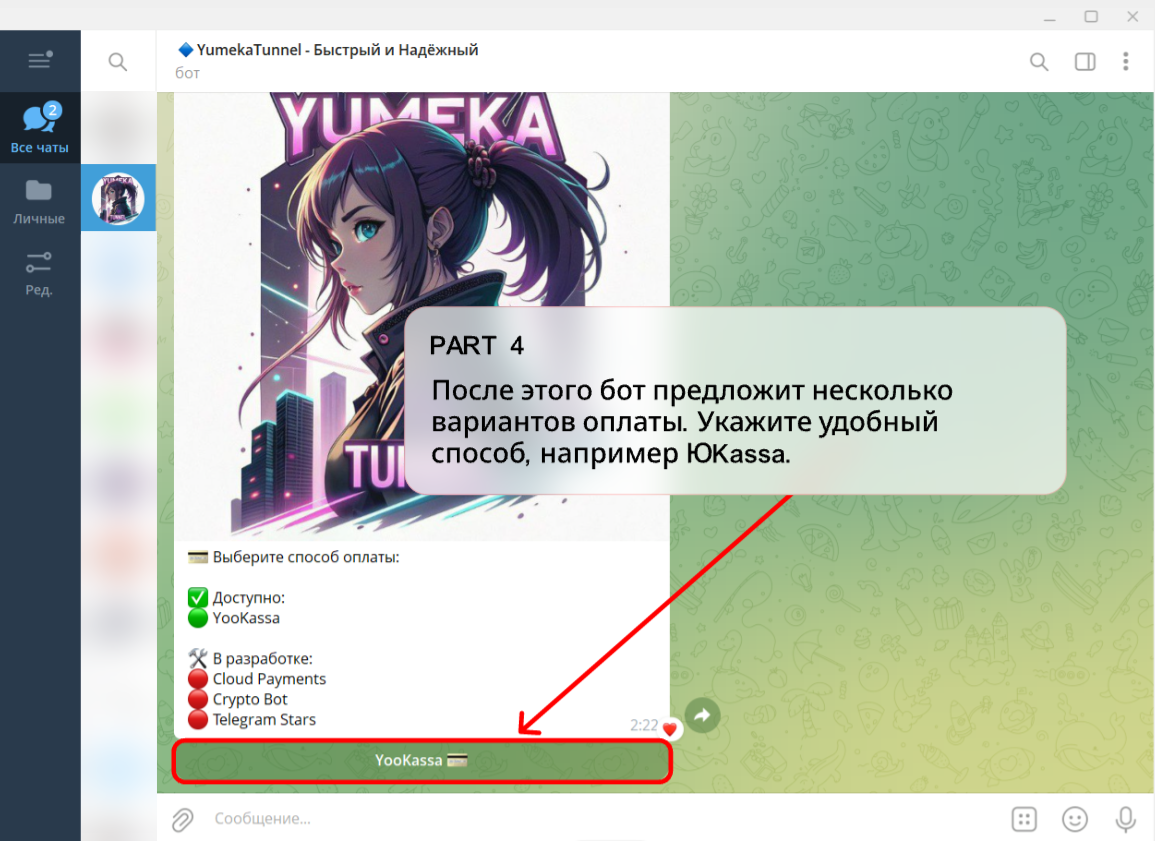 YumekaTunnel - Быстрый и Надёжный
бот
2
Все чаты
Личные
Ред.
YUMEKA
PART 4
После этого бот предложит несколько
вариантов оплаты. Укажите удобный
способ, например ЮKassa.
TU
Выберите способ оплаты:
Доступно:
YooKassa
В разработке:
Cloud Payments
Crypto Bot
Telegram Stars
2:22
YooKassa
Сообщение...